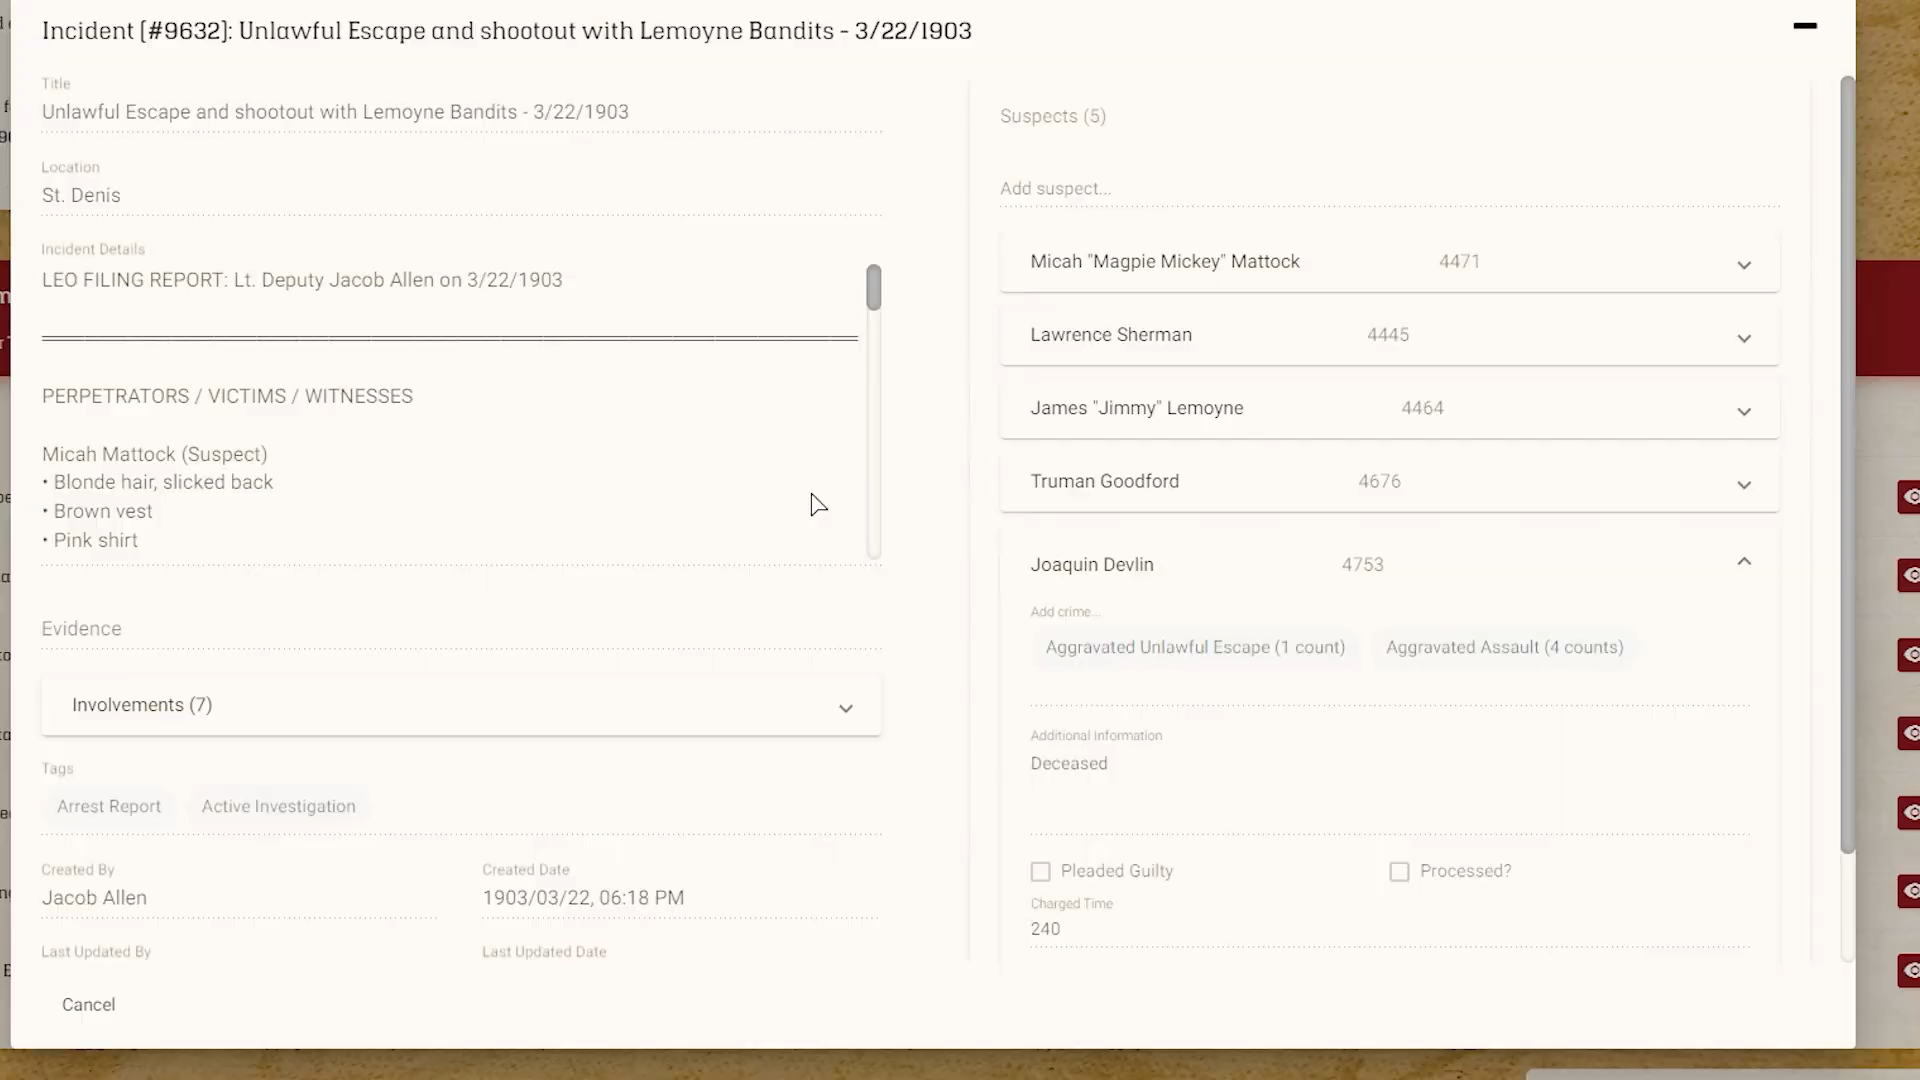 Incident [#9632]: Unlawful Escape and shootout with Lemoyne Bandits - 3/22/1903
Title
Unlawful Escape and shootout with Lemoyne Bandits - 3/22/1903
Location
St. Denis
Incident Details
LEO FILING REPORT: Lt. Deputy Jacob Allen on 3/22/1903
PERPETRATORS / VICTIMS / WITNESSES
Micah Mattock (Suspect)
• Blonde hair, slicked back
• Brown vest
• Pink shirt
Evidence
Involvements (7)
Tags
Arrest Report Active Investigation
Created By Created Date
Jacob Allen 1903/03/22, 06:18 PM
Last Updated By Last Updated Date
Cancel
Suspects (5)
Add suspect...
Micah "Magpie Mickey" Mattock 4471
Lawrence Sherman 4445
James "Jimmy" Lemoyne 4464
Truman Goodford 4676
Joaquin Devlin 4753
Add crime...
Aggravated Unlawful Escape (1 count) Aggravated Assault (4 counts)
Additional Information
Deceased
Pleaded Guilty Processed?
Charged Time
240